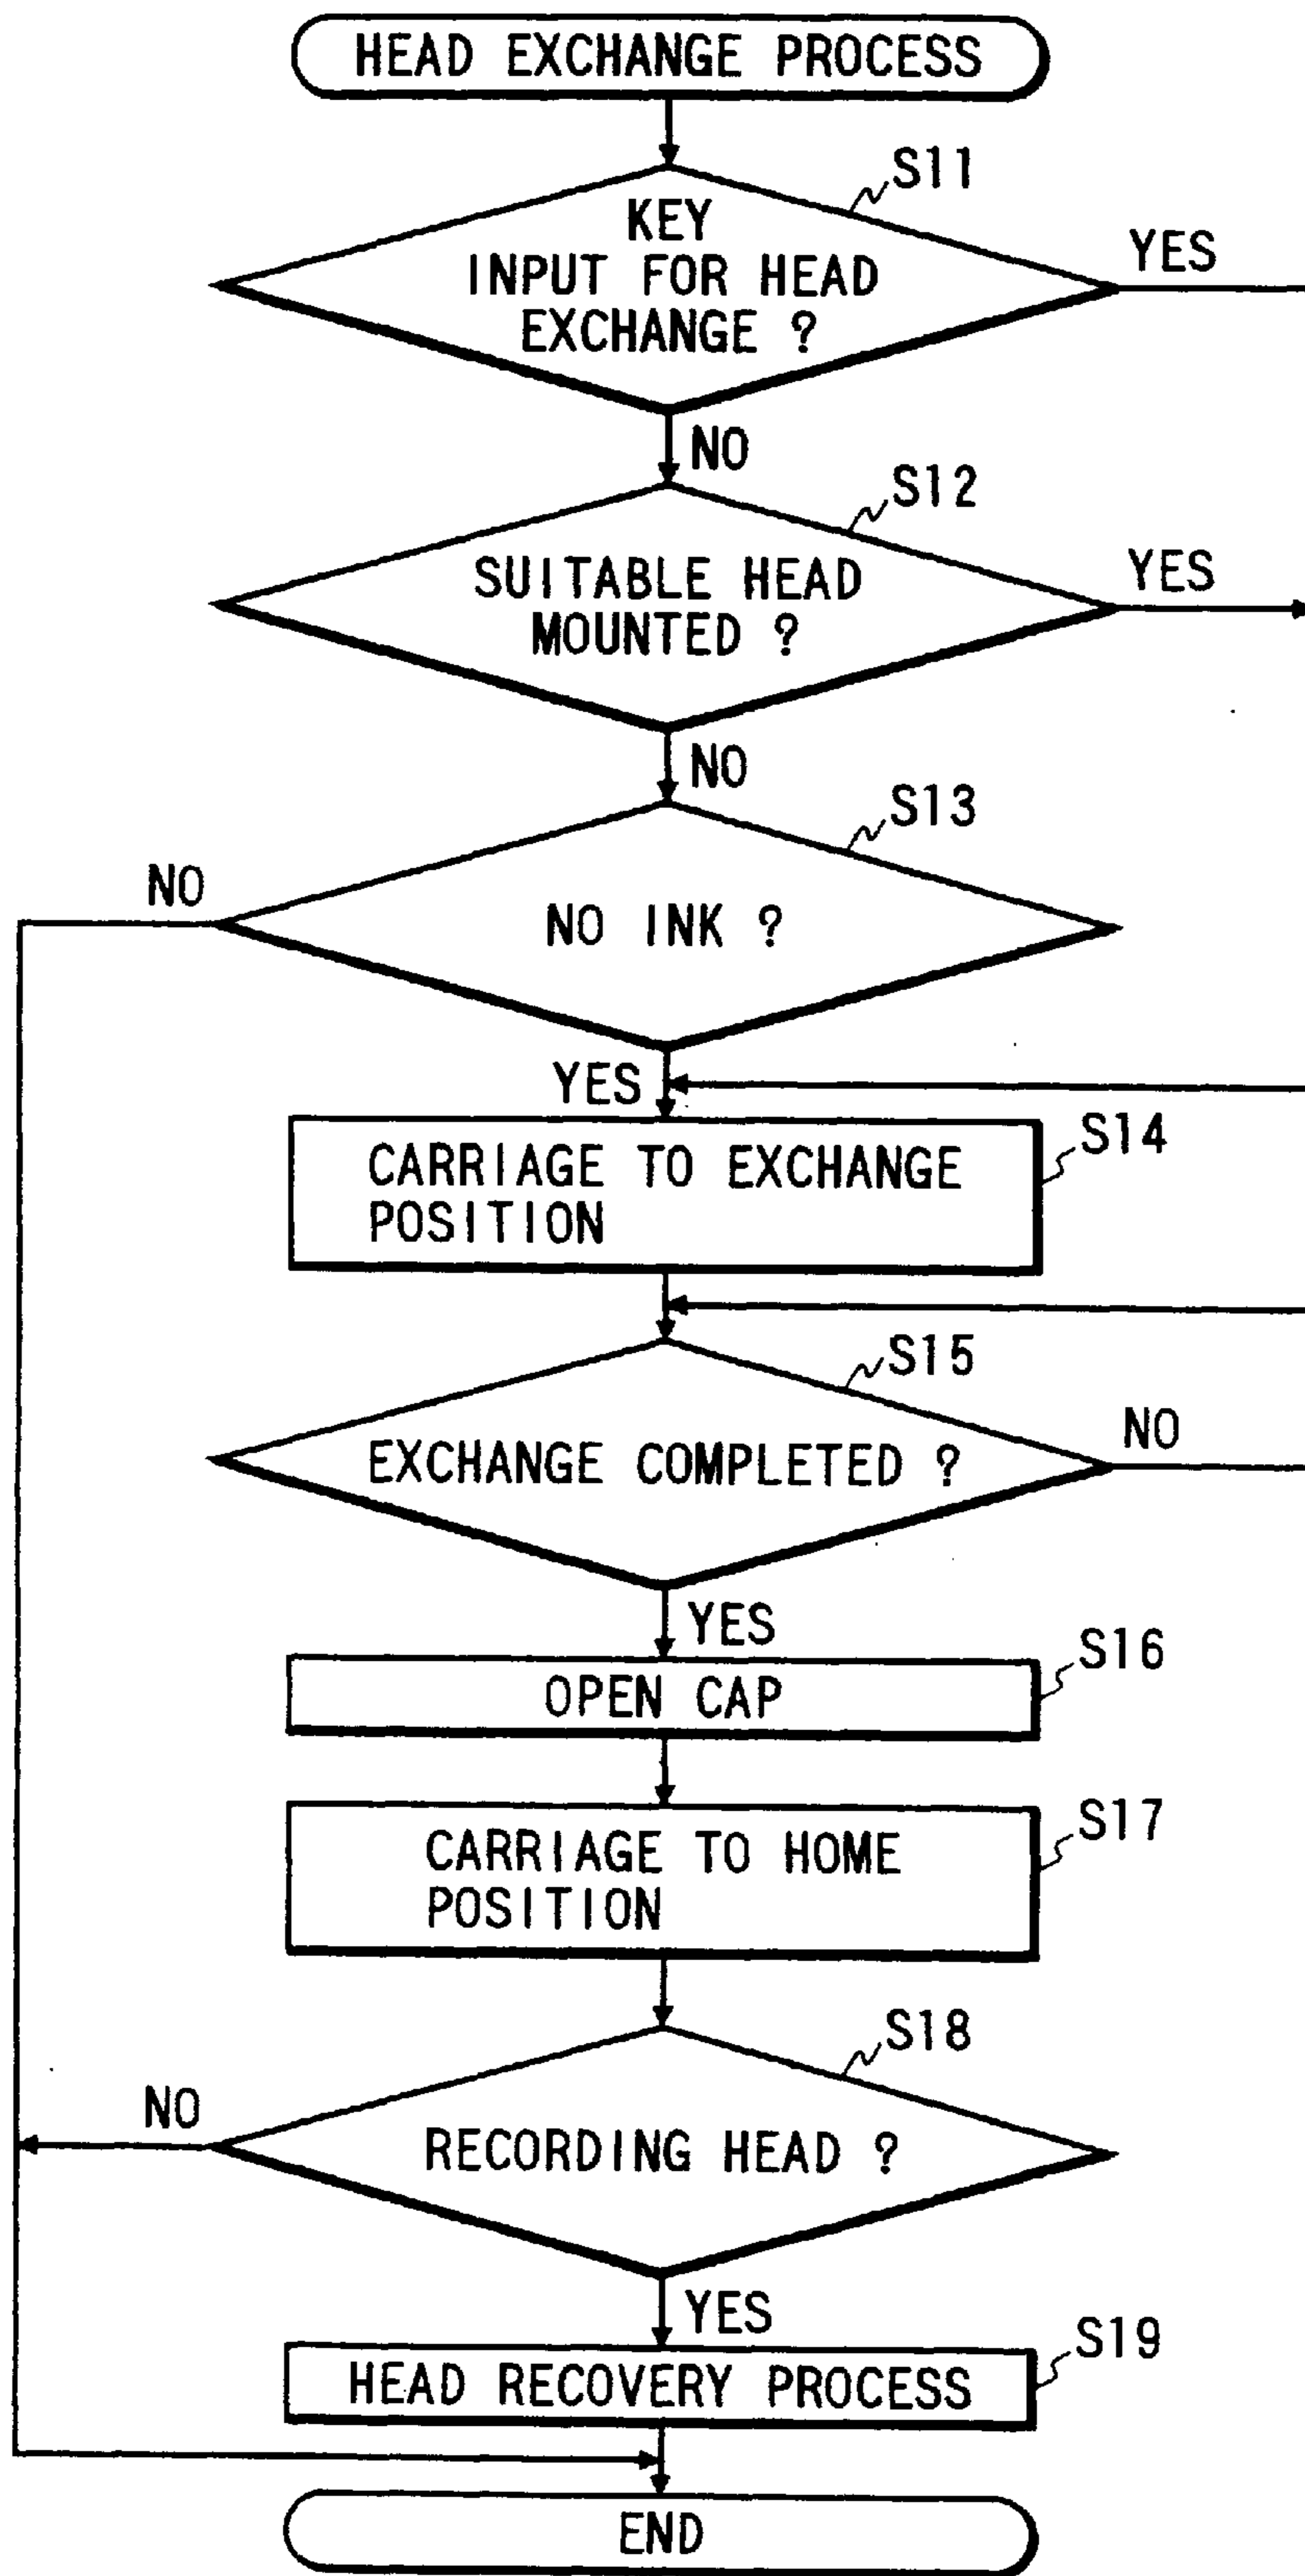 HEAD EXCHANGE PROCESS
S11
KEY
INPUT FOR HEAD
EXCHANGE ?
YES
NO
S12
SUITABLE HEAD
MOUNTED ?
YES
NO
S13
NO
NO INK ?
YES
S14
CARRIAGE TO EXCHANGE
POSITION
S15
EXCHANGE COMPLETED ?
NO
YES
S16
OPEN CAP
S17
CARRIAGE TO HOME
POSITION
S18
NO
RECORDING HEAD ?
YES
S19
HEAD RECOVERY PROCESS
END